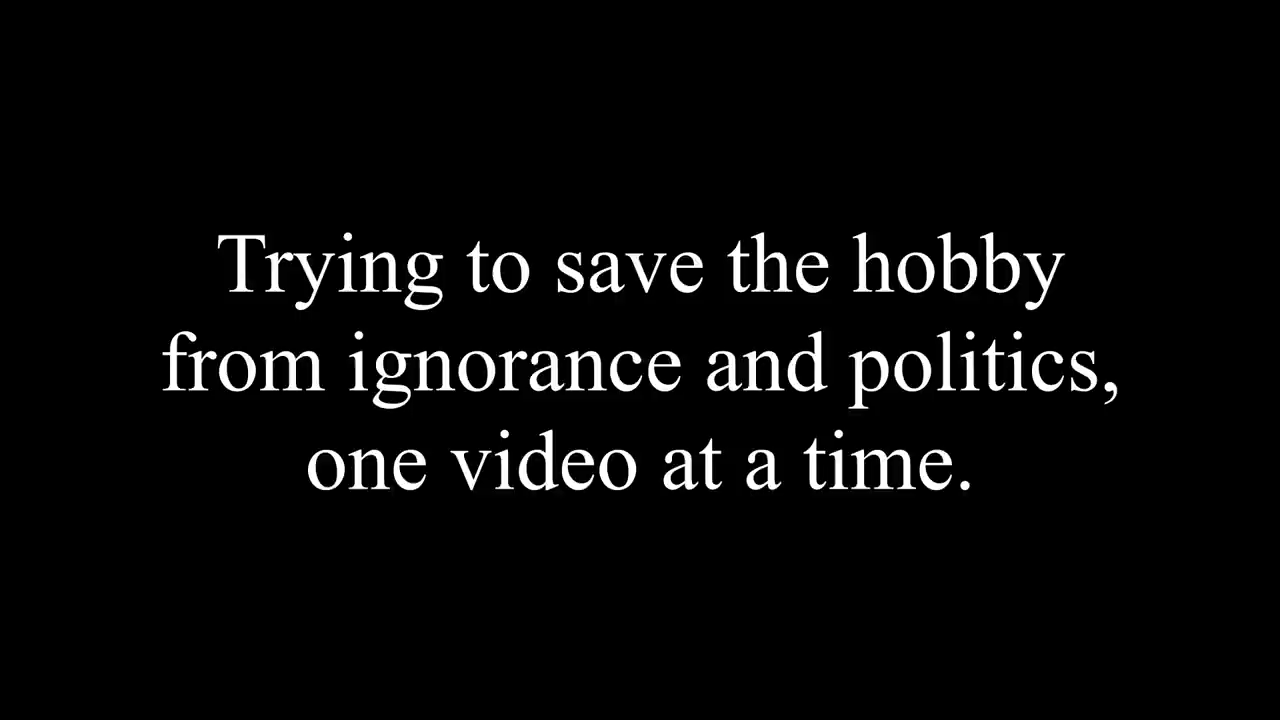 Trying to save the hobby
from ignorance and politics,
one video at a time.